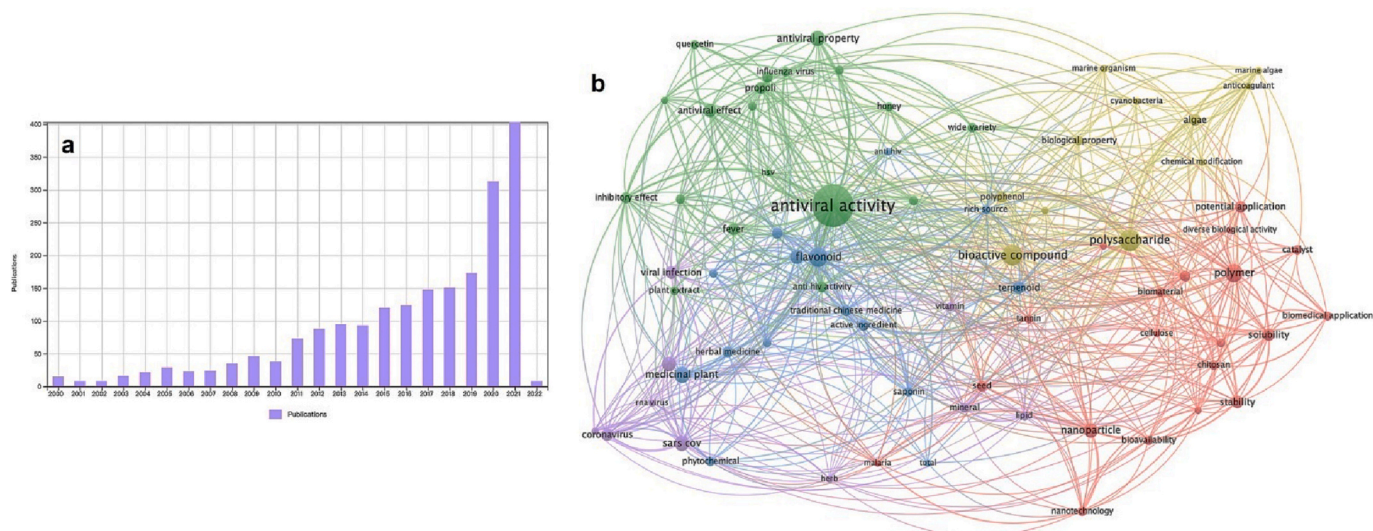 a
400
350
300
250
200
150
100
50
0
Publications
2000 2001 2002 2003 2004 2005 2006 2007 2008 2009 2010 2011 2012 2013 2014 2015 2016 2017 2018 2019 2020 2021 2022
Publications
b
antiviral property
quercetin
influenza virus
propoli
antiviral effect
honey
wide variety
anti hiv
hsv
inhibitory effect
antiviral activity
fever
marine organism
marine algae
anticoagulant
cyanobacteria
algae
biological property
chemical modification
polyphenol
rich source
potential application
diverse biological activity
polysaccharide
catalyst
flavonoid
bioactive compound
viral infection
plant extract
anti hiv activity
terpenoid
polymer
biomaterial
vitamin
traditional chinese medicine
active ingredient
tannin
biomedical application
cellulose
solubility
herbal medicine
chitosan
medicinal plant
seed
saponin
mineral
lipid
stability
rna virus
coronavirus
sars cov
nanoparticle
bioavailability
phytochemical
malaria
total
herb
nanotechnology